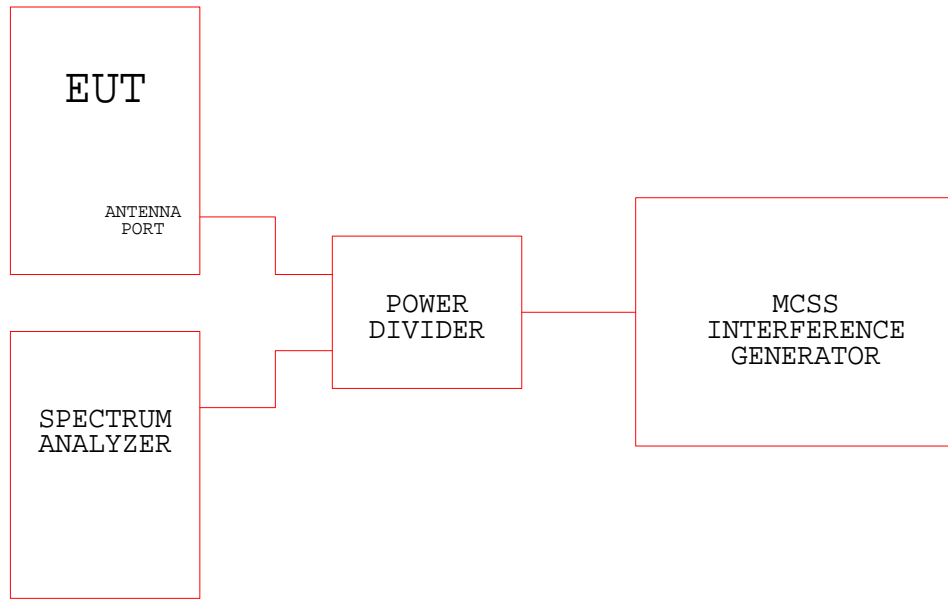 EUT
ANTENNA
PORT
POWER
DIVIDER
MCSS
INTERFERENCE
GENERATOR
SPECTRUM
ANALYZER